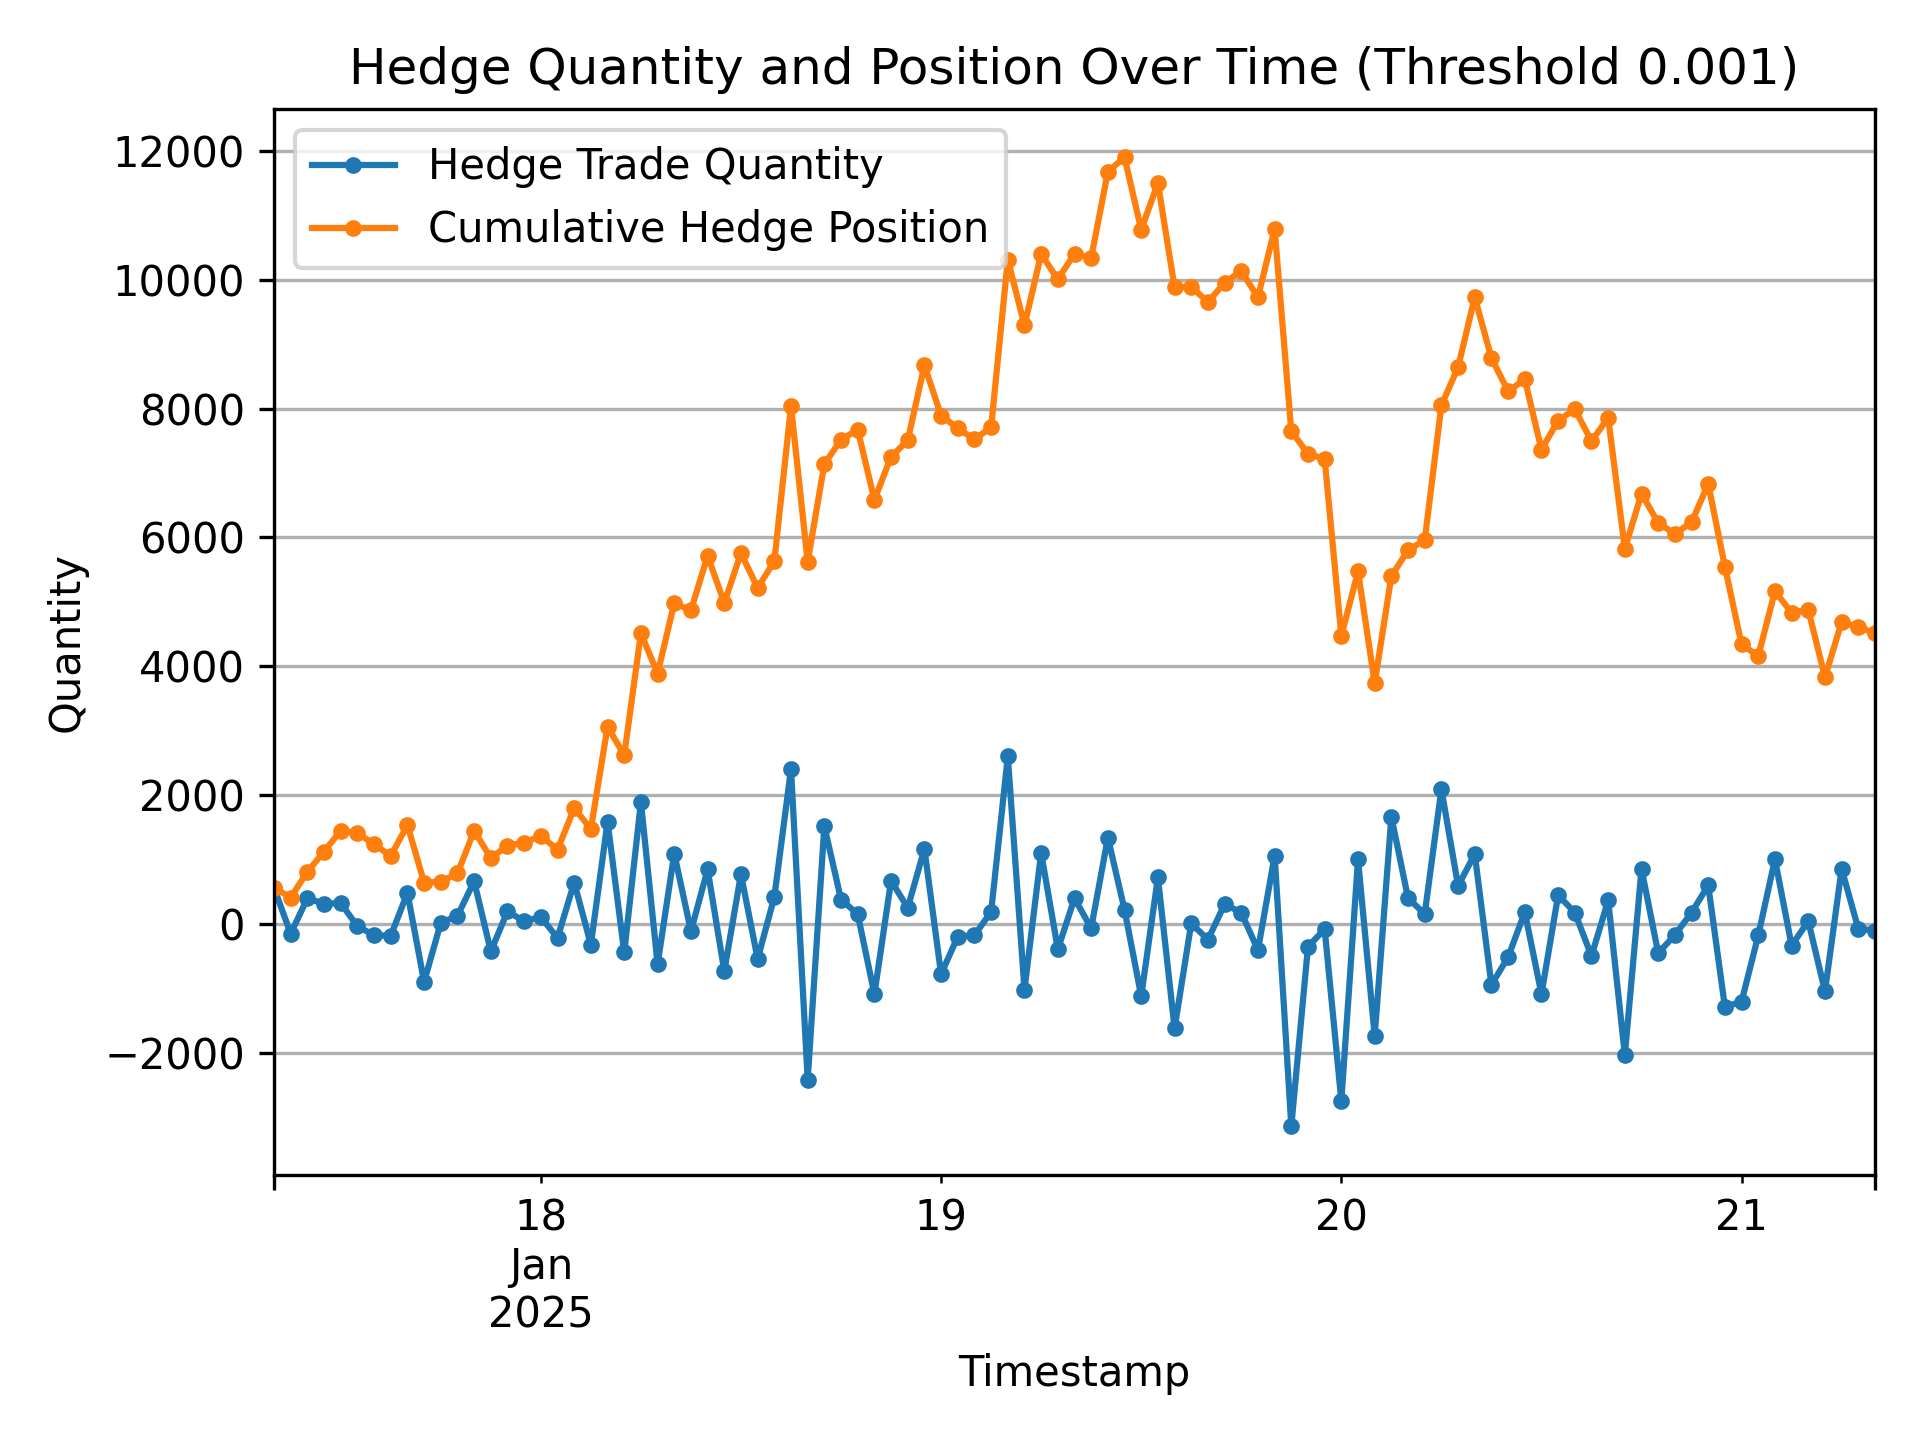 Hedge Quantity and Position Over Time (Threshold 0.001)
Hedge Trade Quantity
Cumulative Hedge Position
12000
10000
8000
6000
4000
2000
0
−2000
Quantity
18
19
20
21
Jan
2025
Timestamp